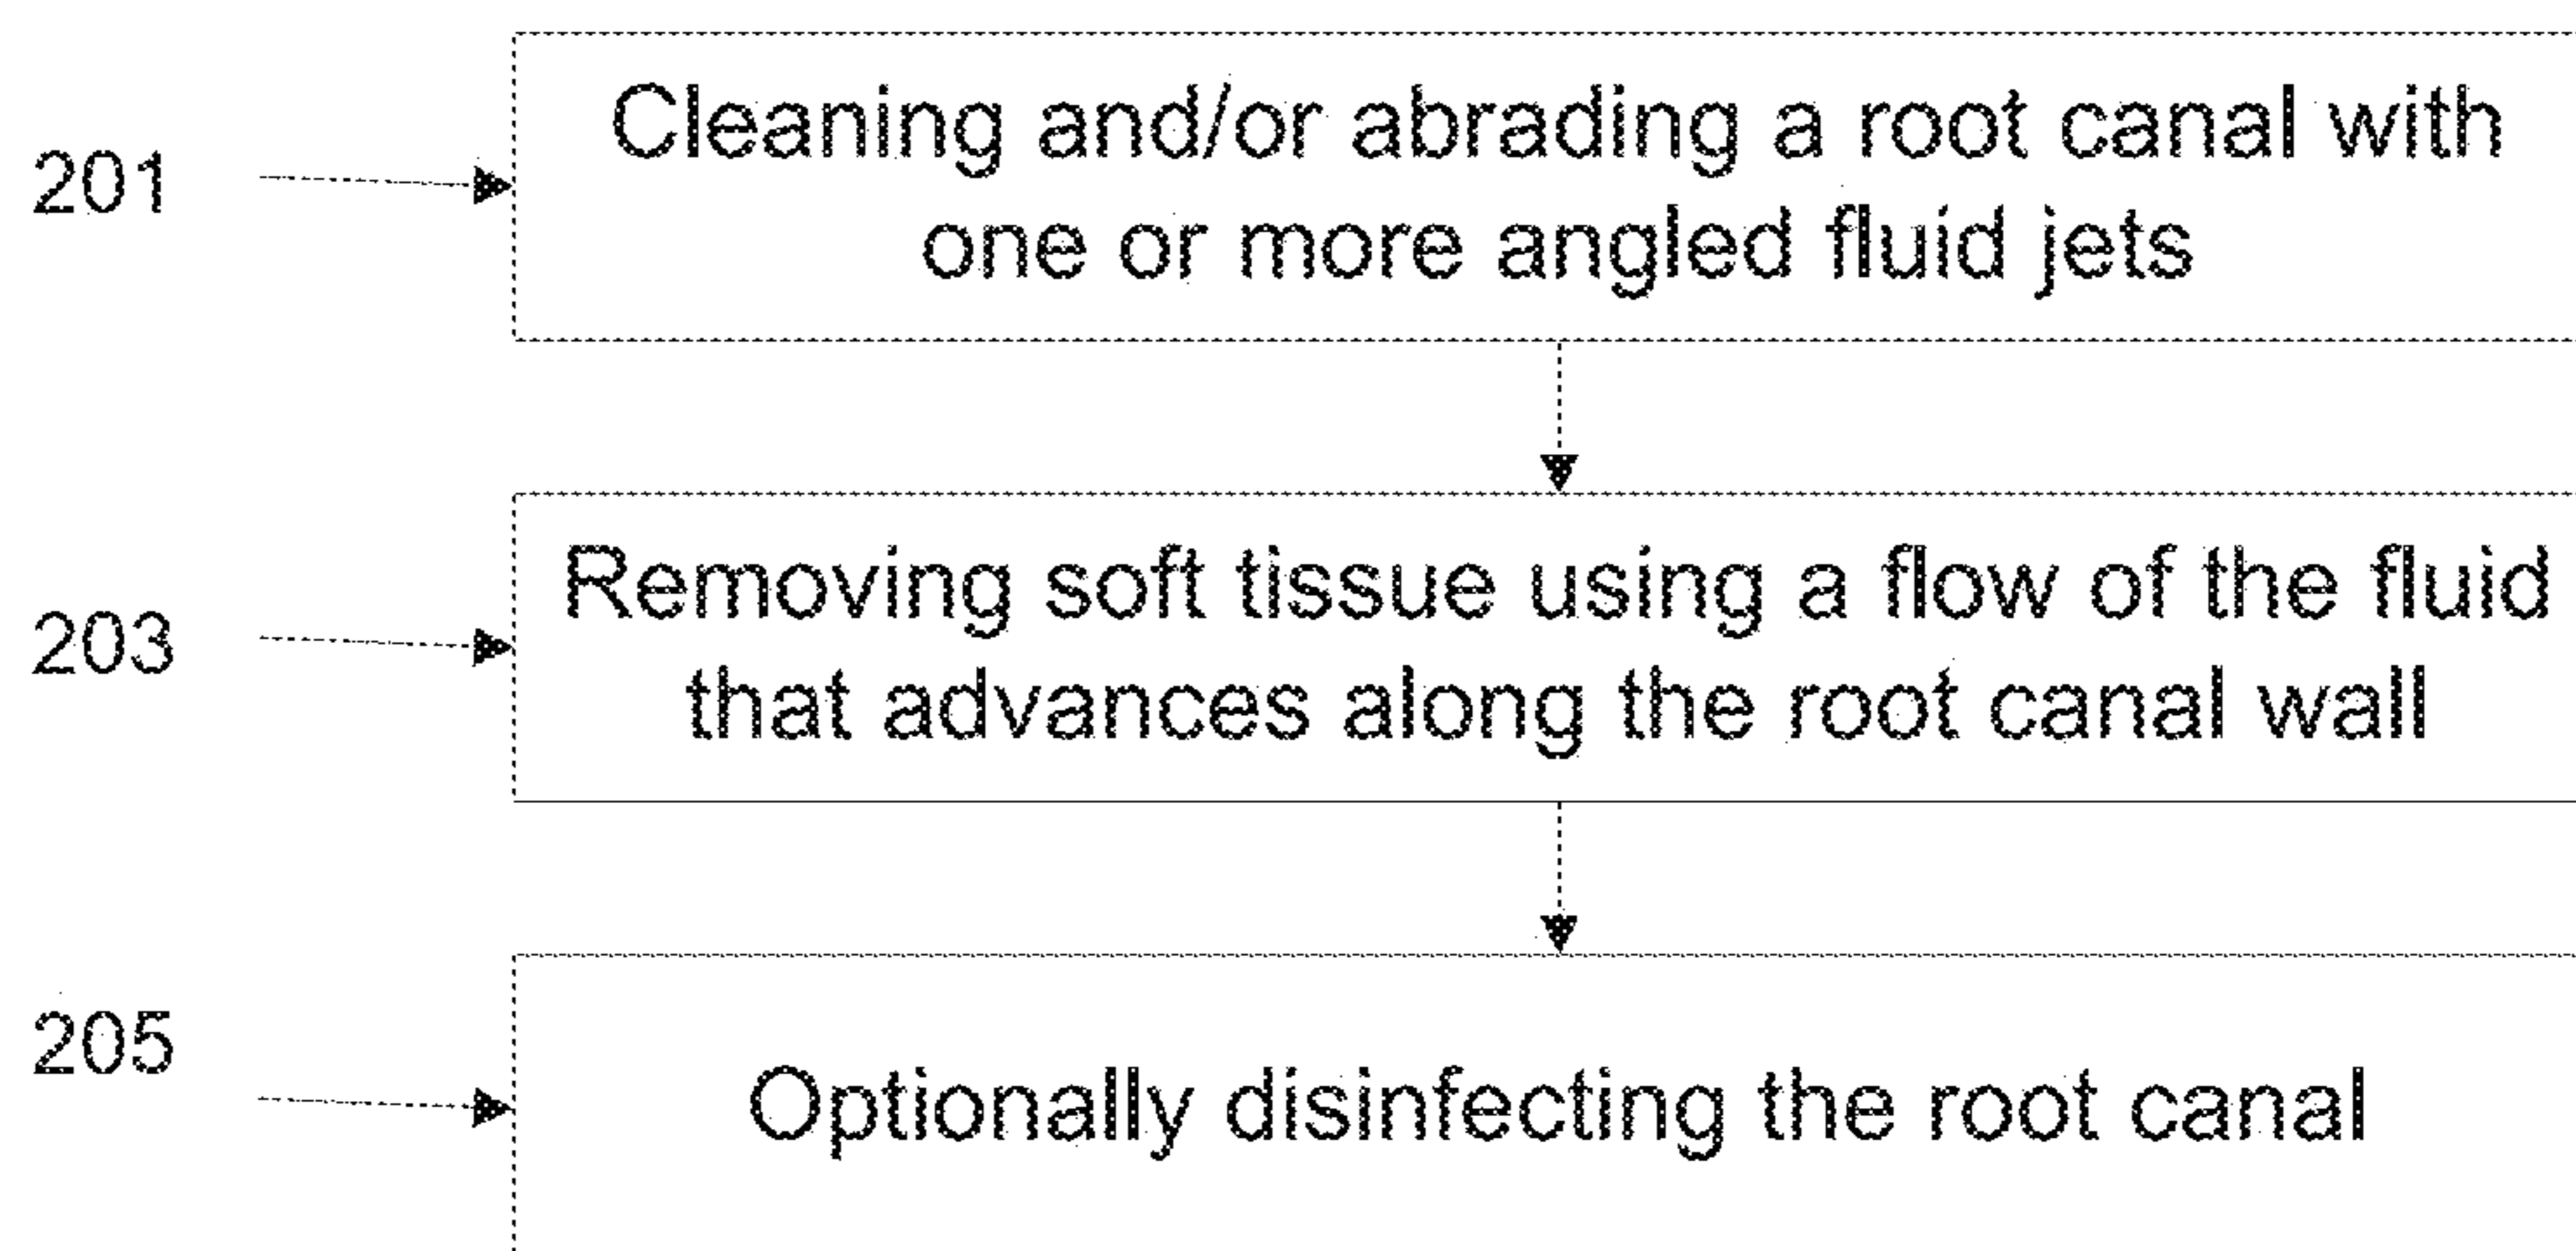 201
Cleaning and/or abrading a root canal with
one or more angled fluid jets
203
Removing soft tissue using a flow of the fluid
that advances along the root canal wall
205
Optionally disinfecting the root canal